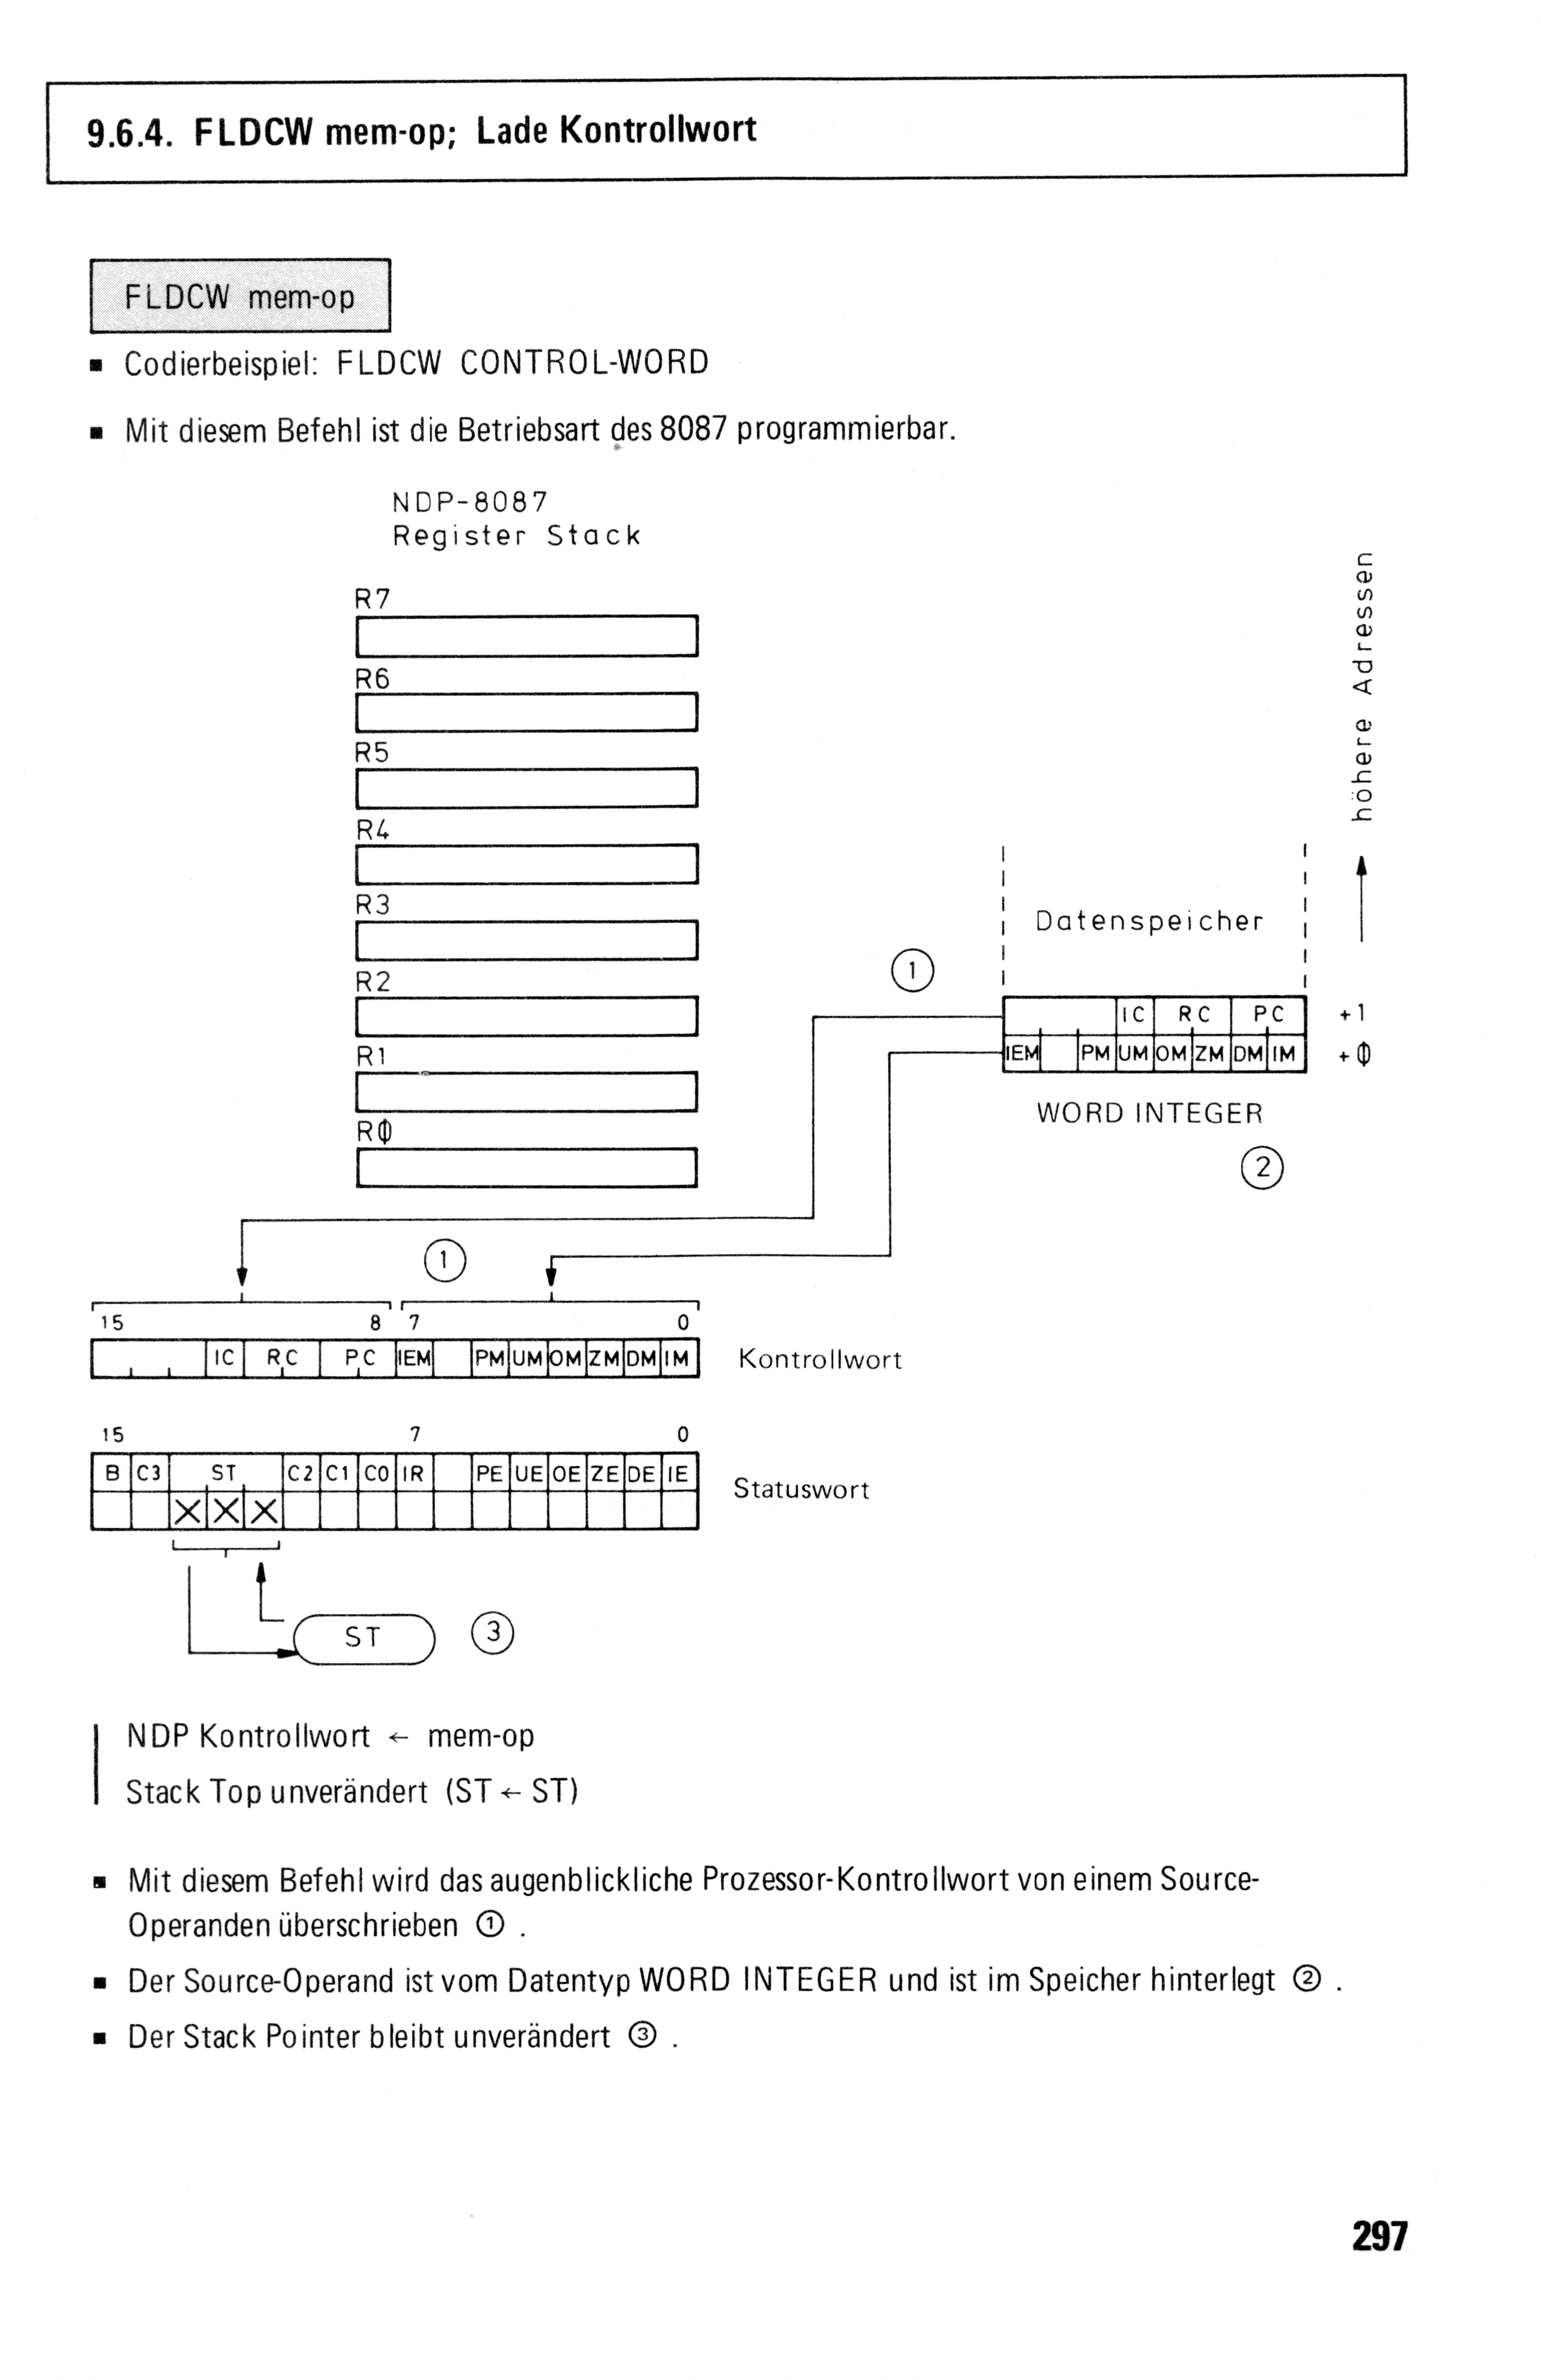 9.6.4. FLDCW mem-op; Lade Kontrollwort
FLDCW mem-op
▪ Codierbeispiel: FLDCW CONTROL-WORD
▪ Mit diesem Befehl ist die Betriebsart des 8087 programmierbar.
NDP-8087
Register Stack
höhere Adressen
R7
R6
R5
R4
R3
R2
R1
R0
Datenspeicher
1
IC RC PC +1
IEM PM UM OM ZM DM IM +0
WORD INTEGER
2
1
15 8 7 0
IC RC PC IEM PM UM OM ZM DM IM Kontrollwort
15 7 0
B C3 ST C2 C1 C0 IR PE UE OE ZE DE IE
Statuswort
X X X
ST 3
NDP Kontrollwort ← mem-op
Stack Top unverändert (ST ← ST)
▪ Mit diesem Befehl wird das augenblickliche Prozessor-Kontrollwort von einem Source-
Operanden überschrieben ① .
▪ Der Source-Operand ist vom Datentyp WORD INTEGER und ist im Speicher hinterlegt ② .
▪ Der Stack Pointer bleibt unverändert ③ .
297